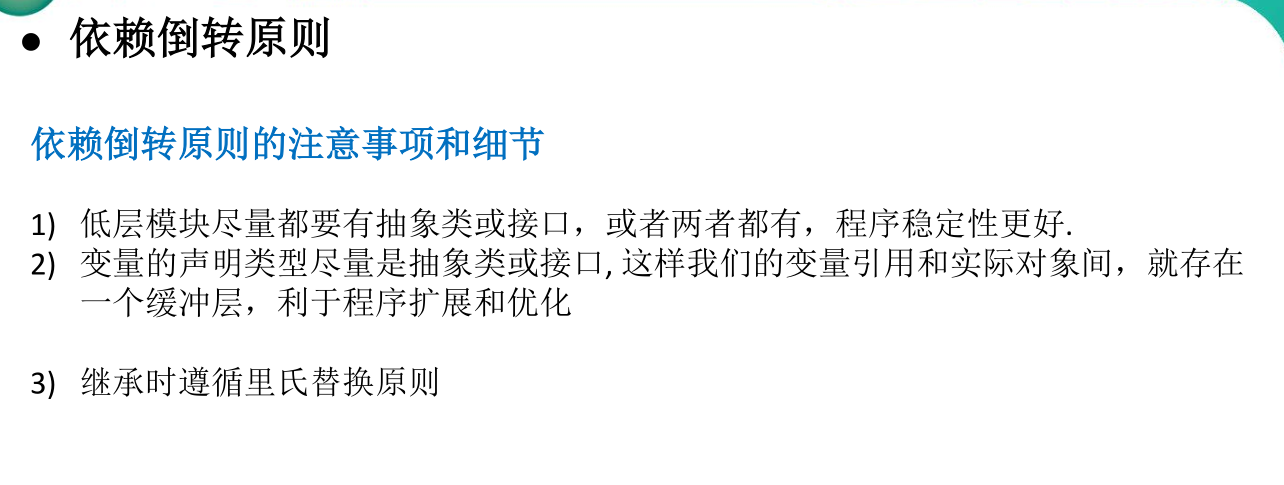 ● 依赖倒转原则
依赖倒转原则的注意事项和细节
1) 低层模块尽量都要有抽象类或接口，或者两者都有，程序稳定性更好.
2) 变量的声明类型尽量是抽象类或接口, 这样我们的变量引用和实际对象间，就存在
一个缓冲层，利于程序扩展和优化
3) 继承时遵循里氏替换原则